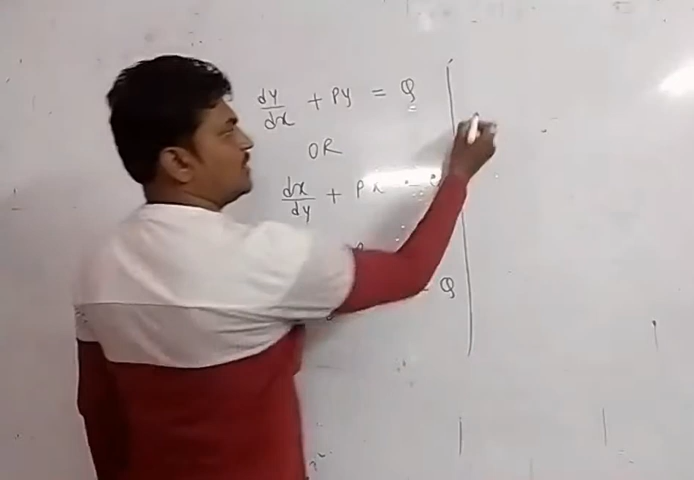 dy/dx + Py = Q
OR
dx/dy + Px =
= Q